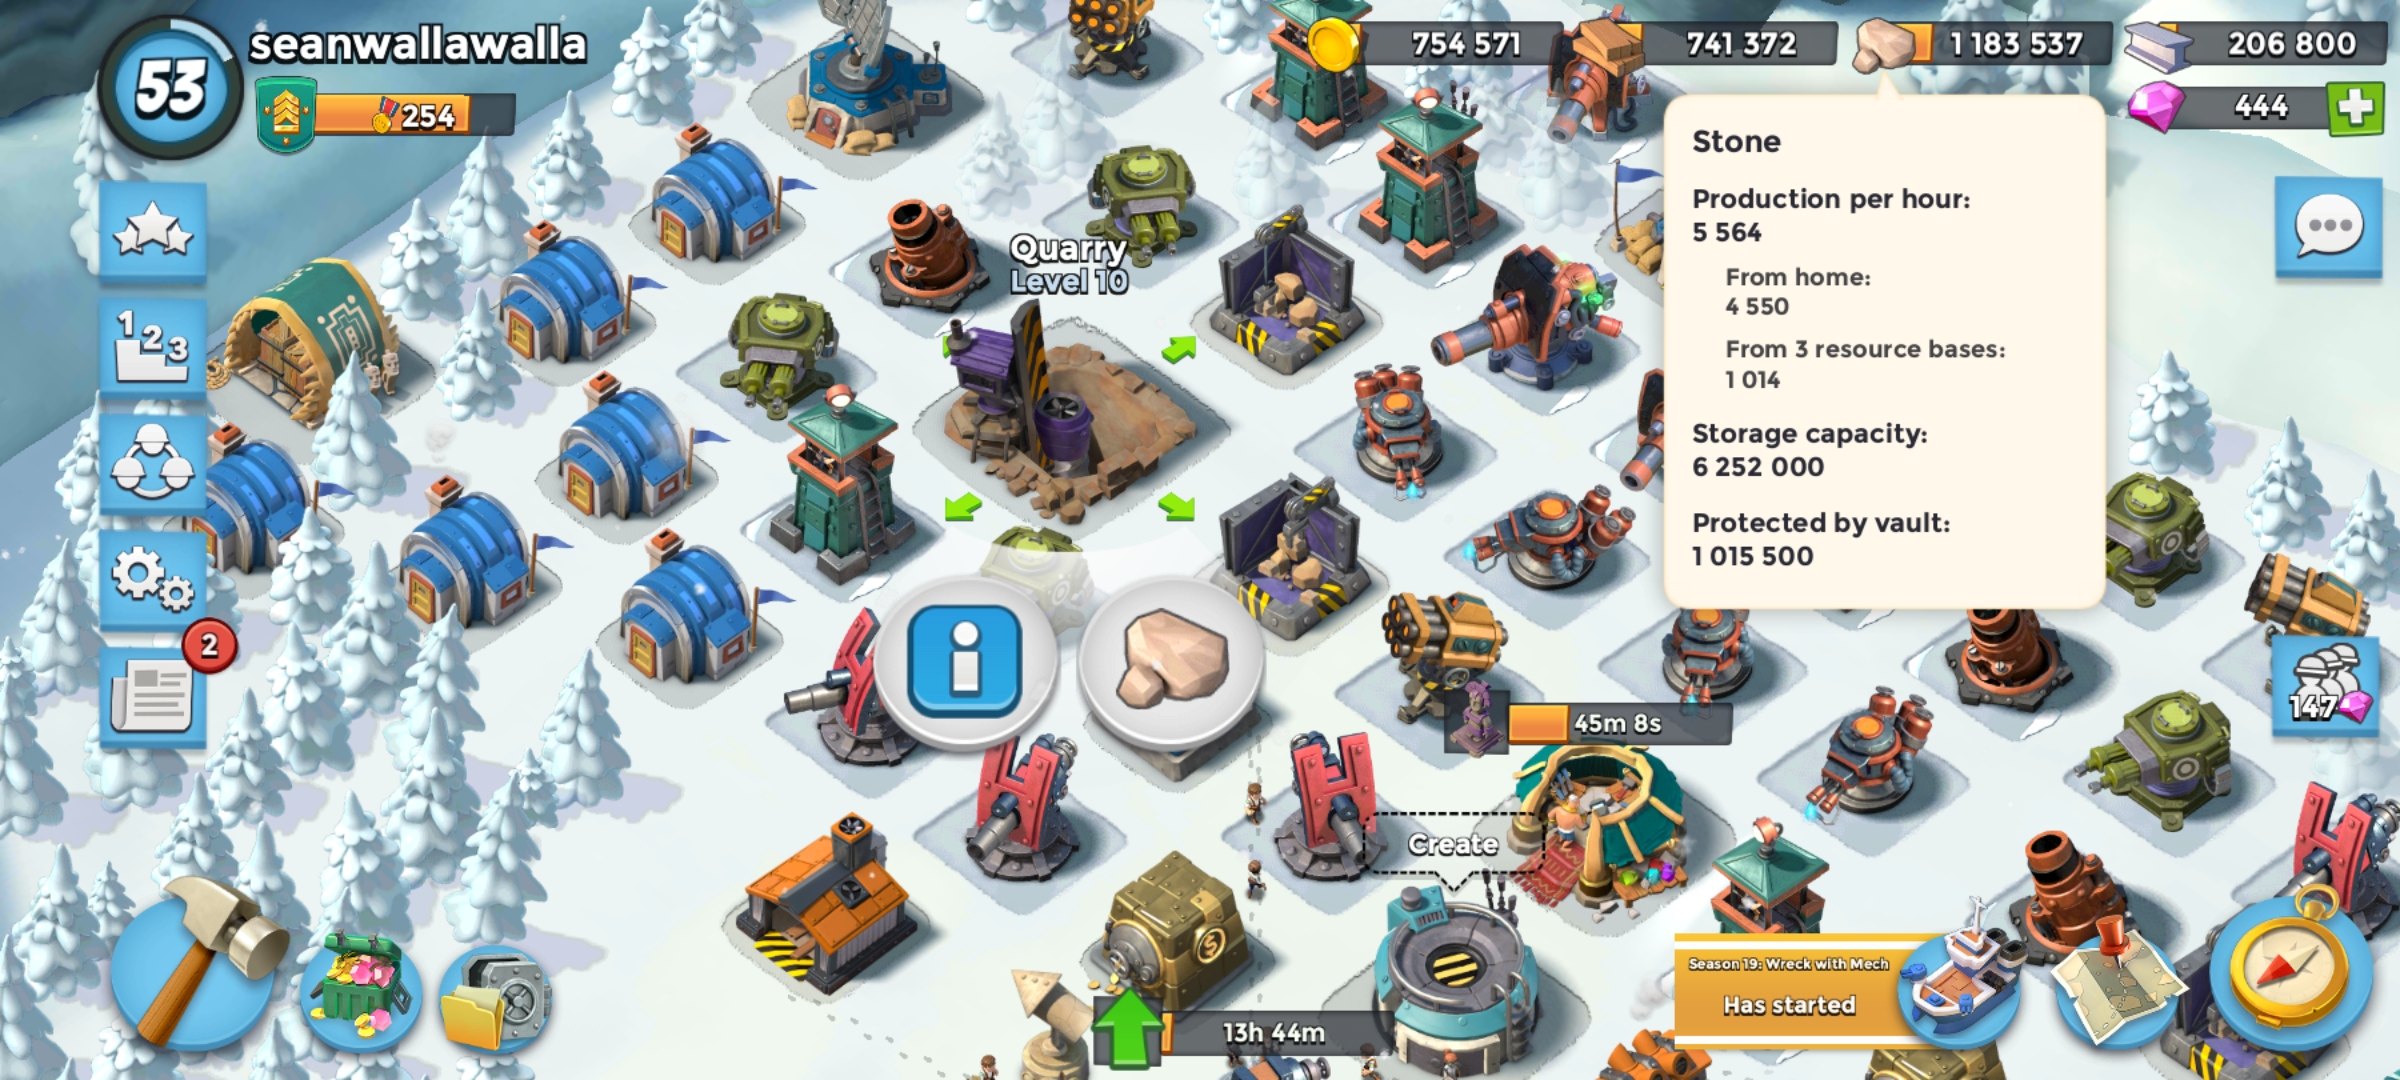 53
seanwallawalla
254
754 571
741 372
1 183 537
206 800
444
Stone
Production per hour:
5 564
From home:
4 550
From 3 resource bases:
1 014
Storage capacity:
6 252 000
Protected by vault:
1 015 500
Quarry
Level 10
1 2 3
2
147
45m 8s
Create
Season 19: Wreck with Mech
Has started
13h 44m